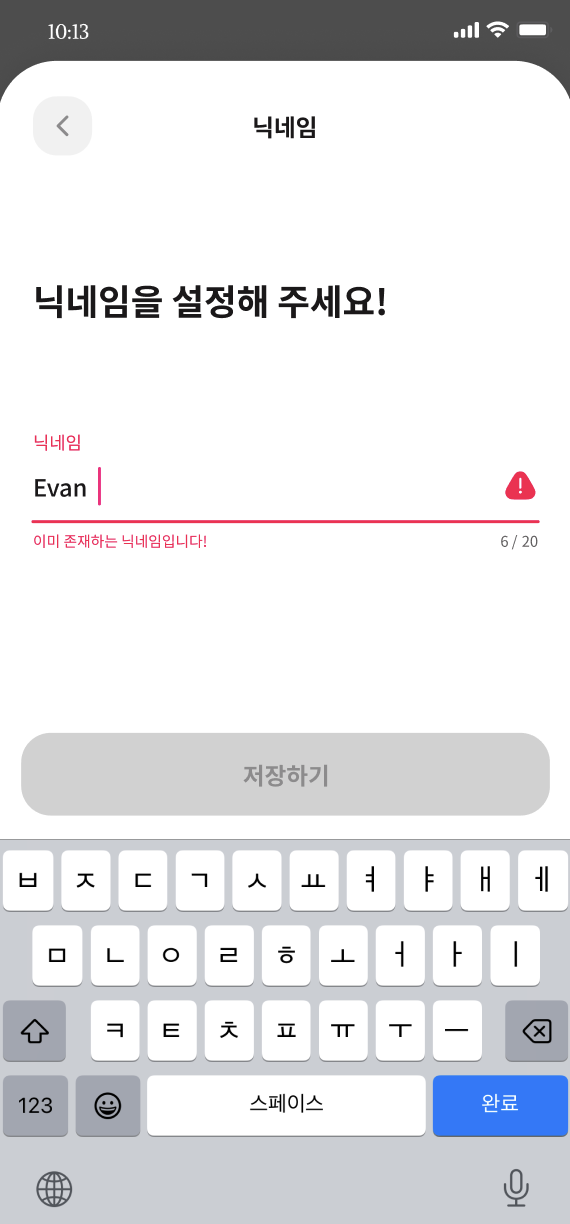 10:13
닉네임
닉네임을 설정해 주세요!
닉네임
Evan
이미 존재하는 닉네임입니다!
6 / 20
저장하기
ㅂ ㅈ ㄷ ㄱ ㅅ ㅛ ㅕ ㅑ ㅐ ㅔ
ㅁ ㄴ ㅇ ㄹ ㅎ ㅗ ㅓ ㅏ ㅣ
ㅋ ㅌ ㅊ ㅍ ㅠ ㅜ ㅡ
123 스페이스 완료